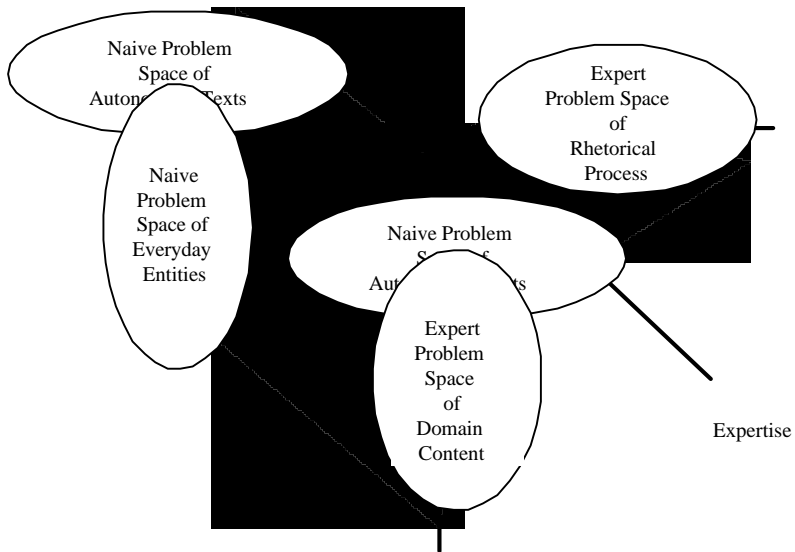 Naive Problem
Space of
Texts
Naive
Problem
Space of
Everyday
Entities
Expert
Problem Space
of
Rhetorical
Process
Naive Problem
Expert
Problem
Space
of
Domain
Content
Expertise